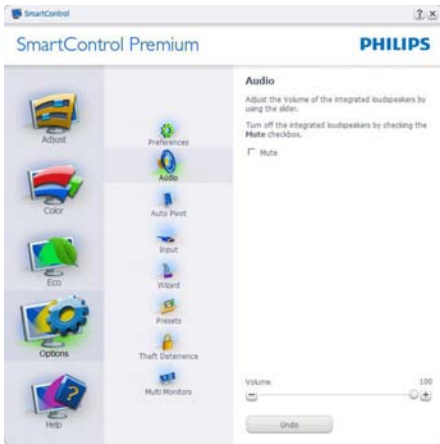 SmartControl
SmartControl Premium
PHILIPS
Adjust
Color
Eco
Options
Help
Preferences
Audio
Auto Pivot
Input
Wizard
Presets
Theft Deterrence
Multi Monitors
Audio
Adjust the Volume of the integrated loudspeakers by
using the slider.
Turn off the integrated loudspeakers by checking the
Mute checkbox.
Mute
Volume 100
Undo